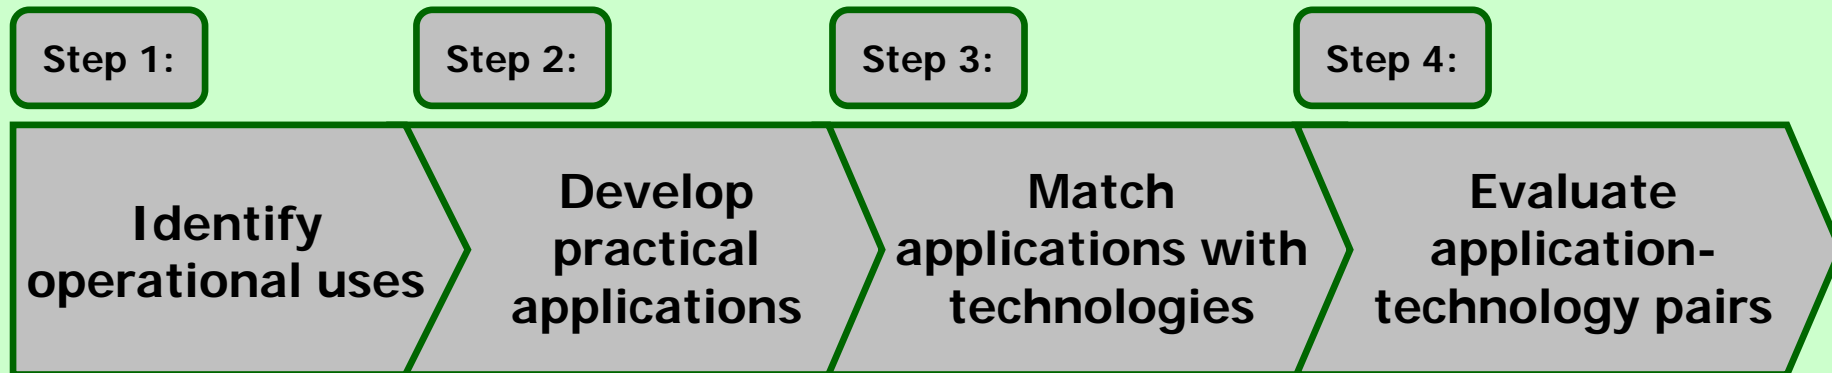 Step 1:
Step 2:
Step 3:
Step 4:
Identify
operational uses
Develop
practical
applications
Match
applications with
technologies
Evaluate
application-
technology pairs